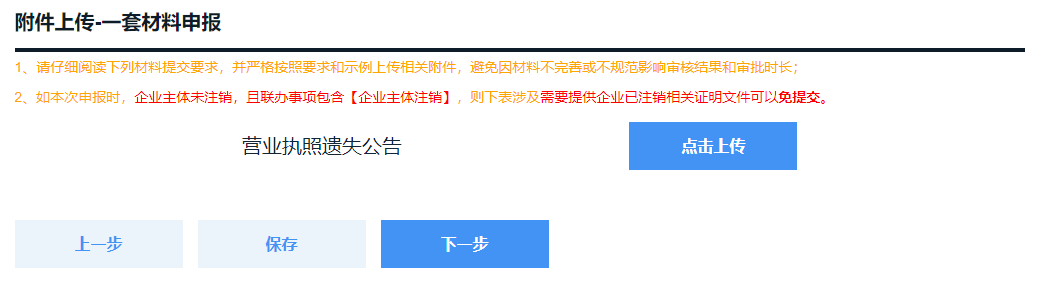 附件上传-一套材料申报
1、请仔细阅读下列材料提交要求，并严格按照要求和示例上传相关附件，避免因材料不完善或不规范影响审核结果和审批时长；
2、如本次申报时，企业主体未注销，且联办事项包含【企业主体注销】，则下表涉及需要提供企业已注销相关证明文件可以免提交。
营业执照遗失公告 点击上传
上一步 保存 下一步